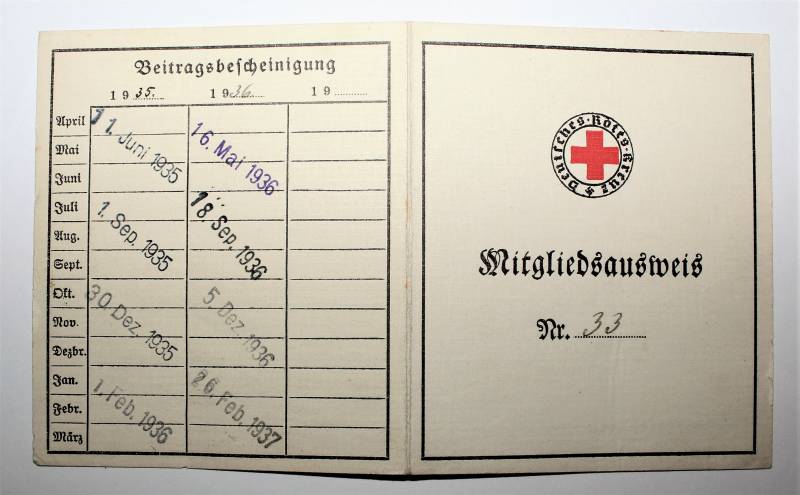 Beitragsbescheinigung
1935. 1936 19
April
Mai
Juni
Juli
Aug.
Sept.
Okt.
Nov.
Dezbr.
Jan.
Febr.
März
11. Juni 1935
1. Sep. 1935
30. Dez. 1935
1. Feb. 1936
16. Mai 1936
18. Sep. 1936
5. Dez. 1936
26. Feb. 1937
Deutsches · Rotes · Kreuz
Mitgliedsausweis
Nr. 33